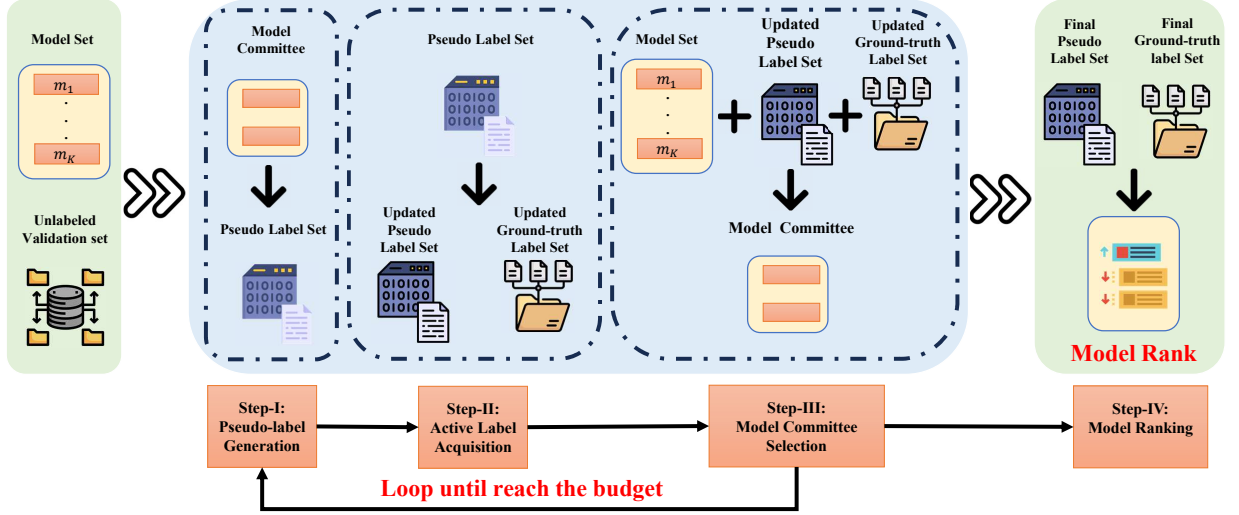 Model Set
m₁
.
.
.
m_K
Unlabeled
Validation set
Model
Committee
Pseudo Label Set
Pseudo Label Set
Updated
Pseudo
Label Set
Updated
Ground-truth
Label Set
Model Set
m₁
.
.
.
m_K
Updated
Pseudo
Label Set
Updated
Ground-truth
Label Set
Model Committee
Final
Pseudo
Label Set
Final
Ground-truth
label Set
Model Rank
Step-I:
Pseudo-label
Generation
Step-II:
Active Label
Acquisition
Step-III:
Model Committee
Selection
Step-IV:
Model Ranking
Loop until reach the budget